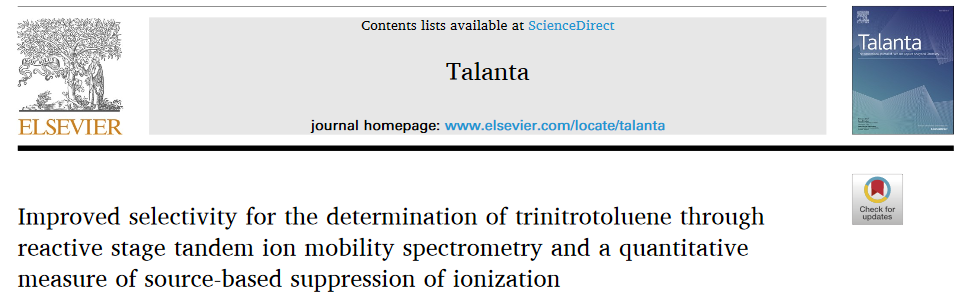 Contents lists available at ScienceDirect
Talanta
journal homepage: www.elsevier.com/locate/talanta
ELSEVIER
Talanta
Check for
updates
Improved selectivity for the determination of trinitrotoluene through
reactive stage tandem ion mobility spectrometry and a quantitative
measure of source-based suppression of ionization